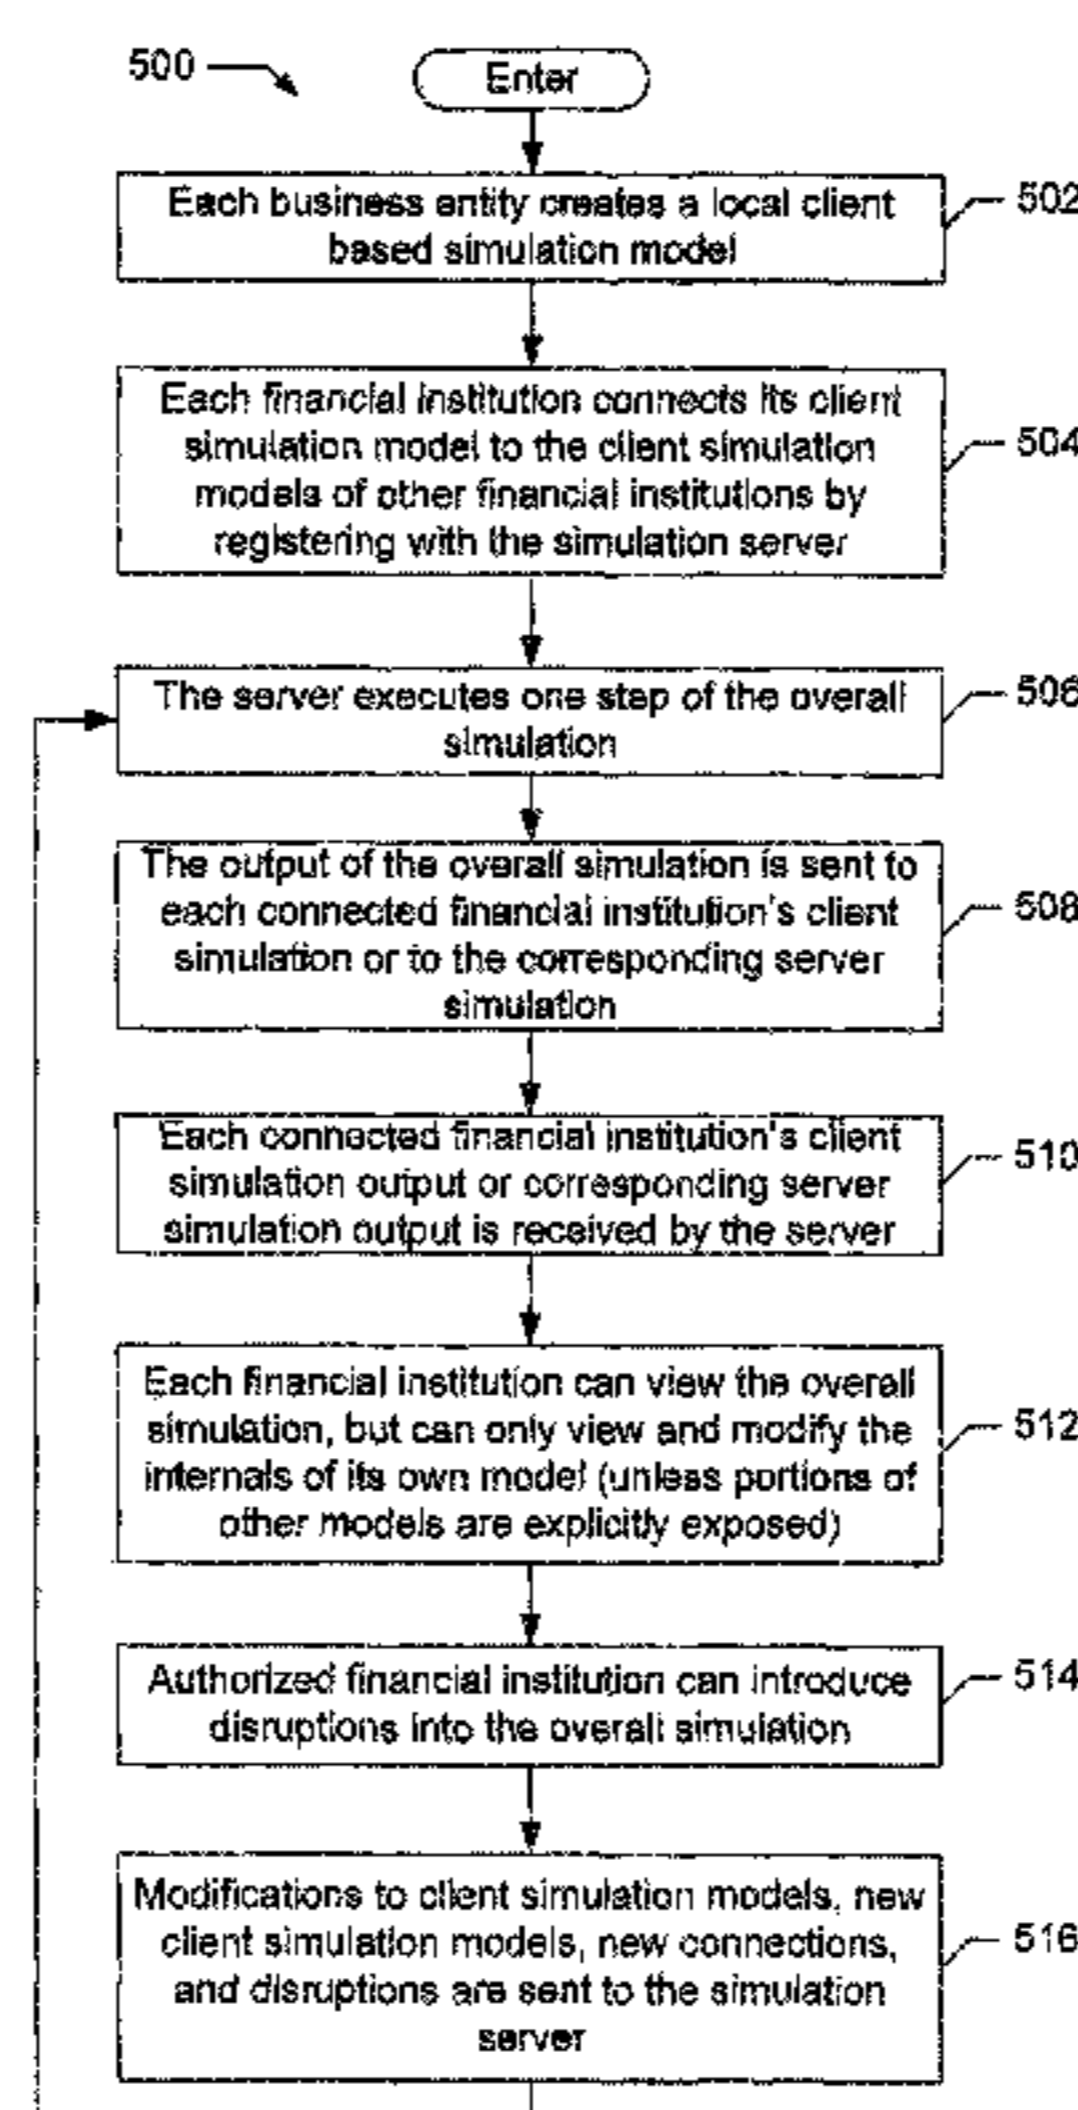 500
Enter
Each business entity creates a local client
based simulation model
502
Each financial institution connects its client
simulation model to the client simulation
models of other financial institutions by
registering with the simulation server
504
The server executes one step of the overall
simulation
506
The output of the overall simulation is sent to
each connected financial institution's client
simulation or to the corresponding server
simulation
508
Each connected financial institution's client
simulation output or corresponding server
simulation output is received by the server
510
Each financial institution can view the overall
simulation, but can only view and modify the
internals of its own model (unless portions of
other models are explicitly exposed)
512
Authorized financial institution can introduce
disruptions into the overall simulation
514
Modifications to client simulation models, new
client simulation models, new connections,
and disruptions are sent to the simulation
server
516